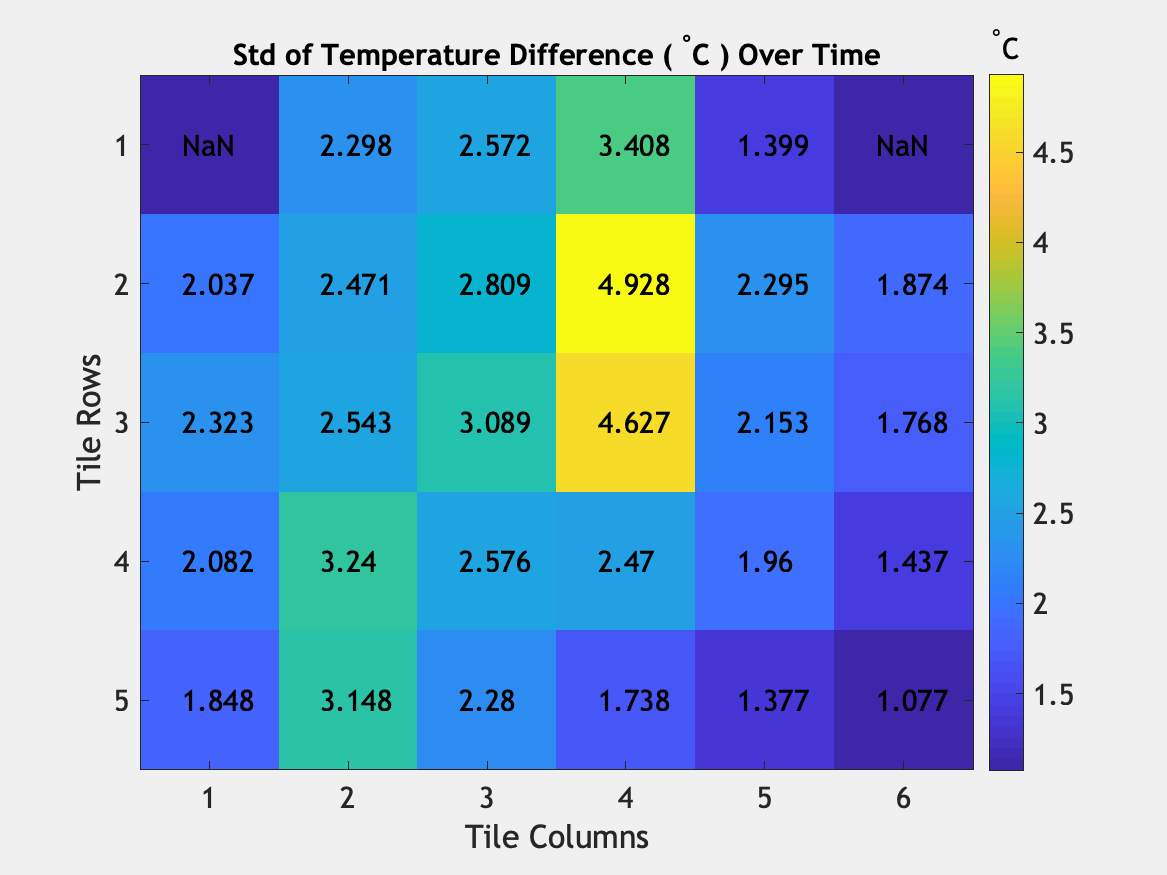 Std of Temperature Difference ( °C ) Over Time
°C
1 NaN 2.298 2.572 3.408 1.399 NaN
4.5
2 2.037 2.471 2.809 4.928 2.295 1.874
4
3.5
Tile Rows
3 2.323 2.543 3.089 4.627 2.153 1.768
3
2.5
4 2.082 3.24 2.576 2.47 1.96 1.437
2
5 1.848 3.148 2.28 1.738 1.377 1.077
1.5
1 2 3 4 5 6
Tile Columns